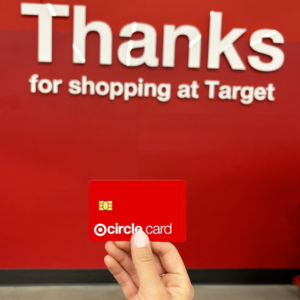 Thanks
for shopping at Target
circle card